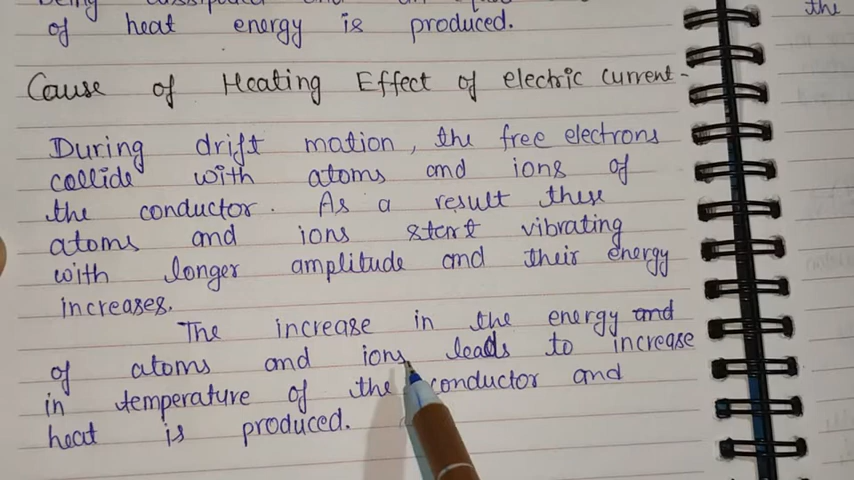 the
of heat energy is produced.
Cause of Heating Effect of electric current -
During drift motion, the free electrons
collide with atoms and ions of
the conductor. As a result these
atoms and ions start vibrating
with longer amplitude and their energy
increases.
The increase in the energy and
of atoms and ions leads to increase
in temperature of the conductor and
heat is produced.